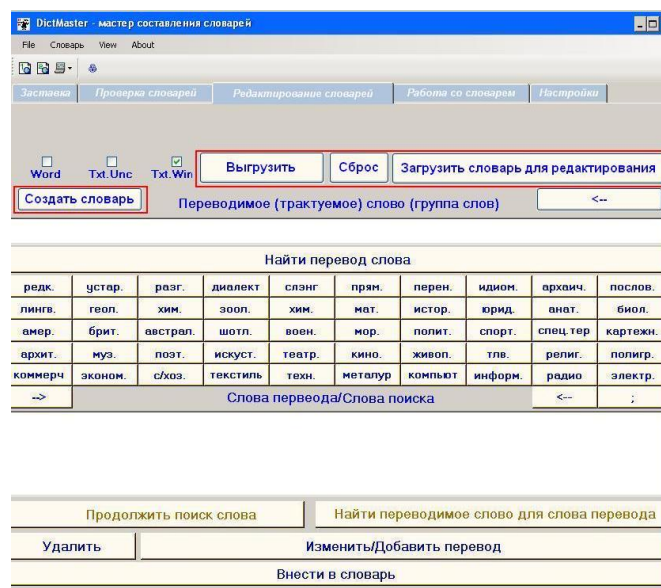 DictMaster - мастер составления словарей
File Словарь View About
Заставка Проверка словарей Редактирование словарей Работа со словарем Настройки
Word Txt.Unc Txt.Win Выгрузить Сброс Загрузить словарь для редактирования
Создать словарь Переводимое (трактуемое) слово (группа слов) <--
Найти перевод слова
редк. устар. разг. диалект слэнг прям. перен. идиом. архаич. послов.
лингв. геол. хим. зоол. хим. мат. истор. юрид. анат. биол.
амер. брит. австрал. шотл. воен. мор. полит. спорт. спец.тер картежн.
архит. муз. поэт. искуст. театр. кино. живоп. тлв. религ. полигр.
коммерч эконом. с/хоз. текстиль техн. металур компьют информ. радио электр.
--> Слова перевеода/Слова поиска <-- ;
Продолжить поиск слова Найти переводимое слово для слова перевода
Удалить Изменить/Добавить перевод
Внести в словарь